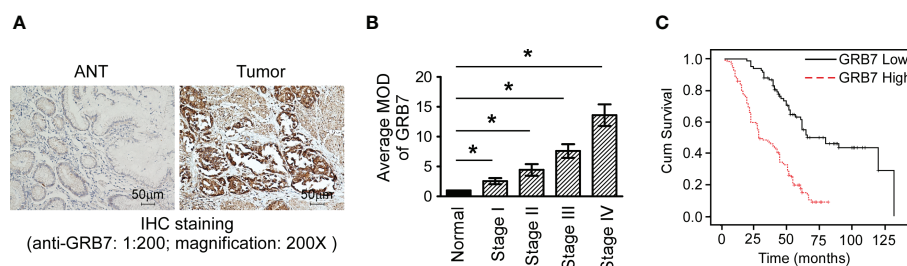 A
ANT
Tumor
50μm
50μm
IHC staining
(anti-GRB7: 1:200; magnification: 200X )
B
Average MOD
of GRB7
20
15
10
5
0
*
*
*
*
Normal
Stage I
Stage II
Stage III
Stage IV
C
Cum Survival
1.0
0.8
0.6
0.4
0.2
0.0
GRB7 Low
GRB7 High
0
25
50
75
100
125
Time (months)